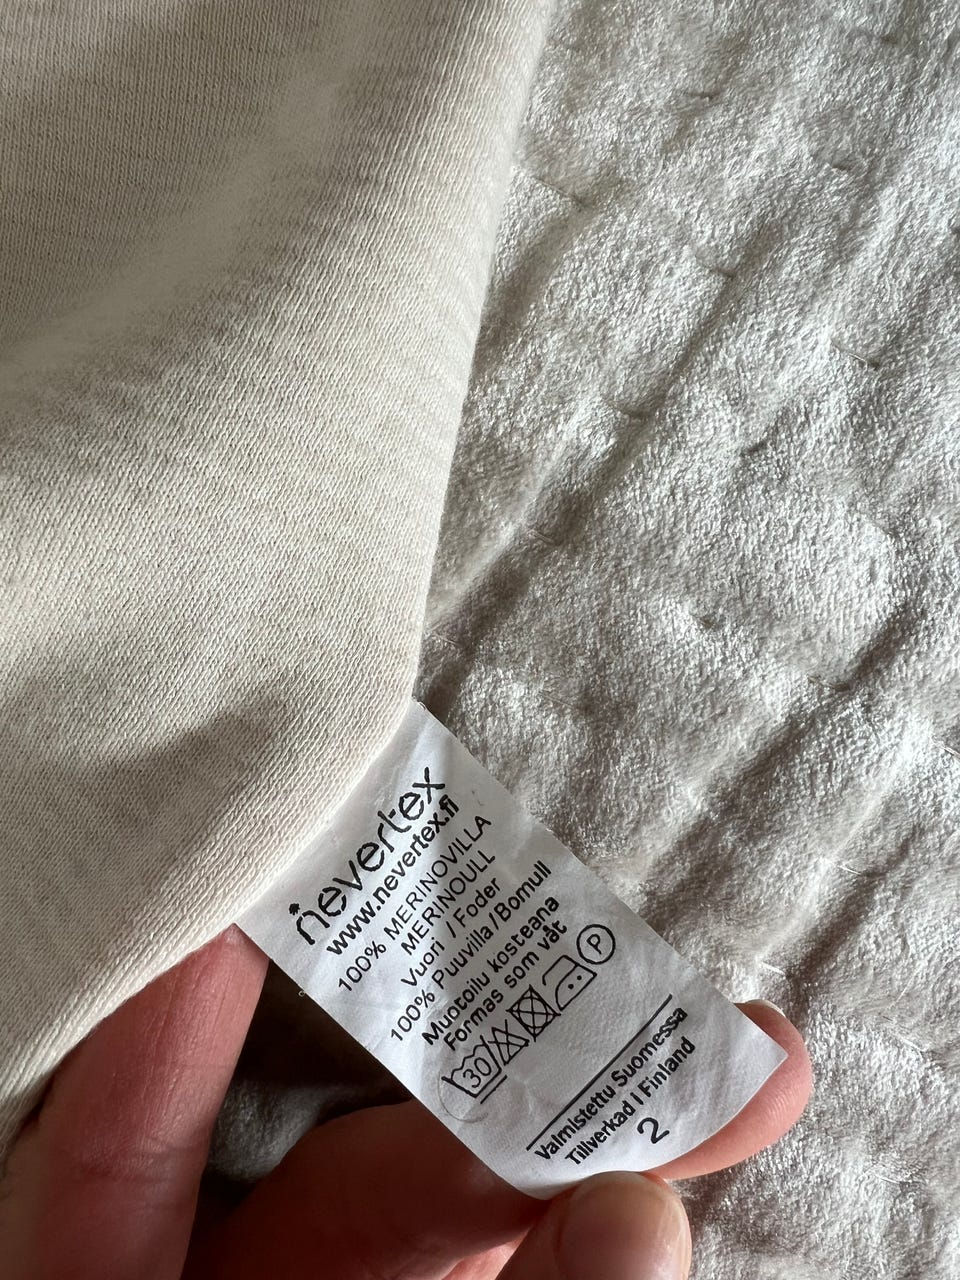 nevertex
www.nevertex.fi
100% MERINOVILLA
MERINOULL
Vuori /Foder
100% Puuvilla/Bomull
Muotoilu kosteana
Formas som våt
30 P
Valmistettu Suomessa
Tillverkad i Finland
2